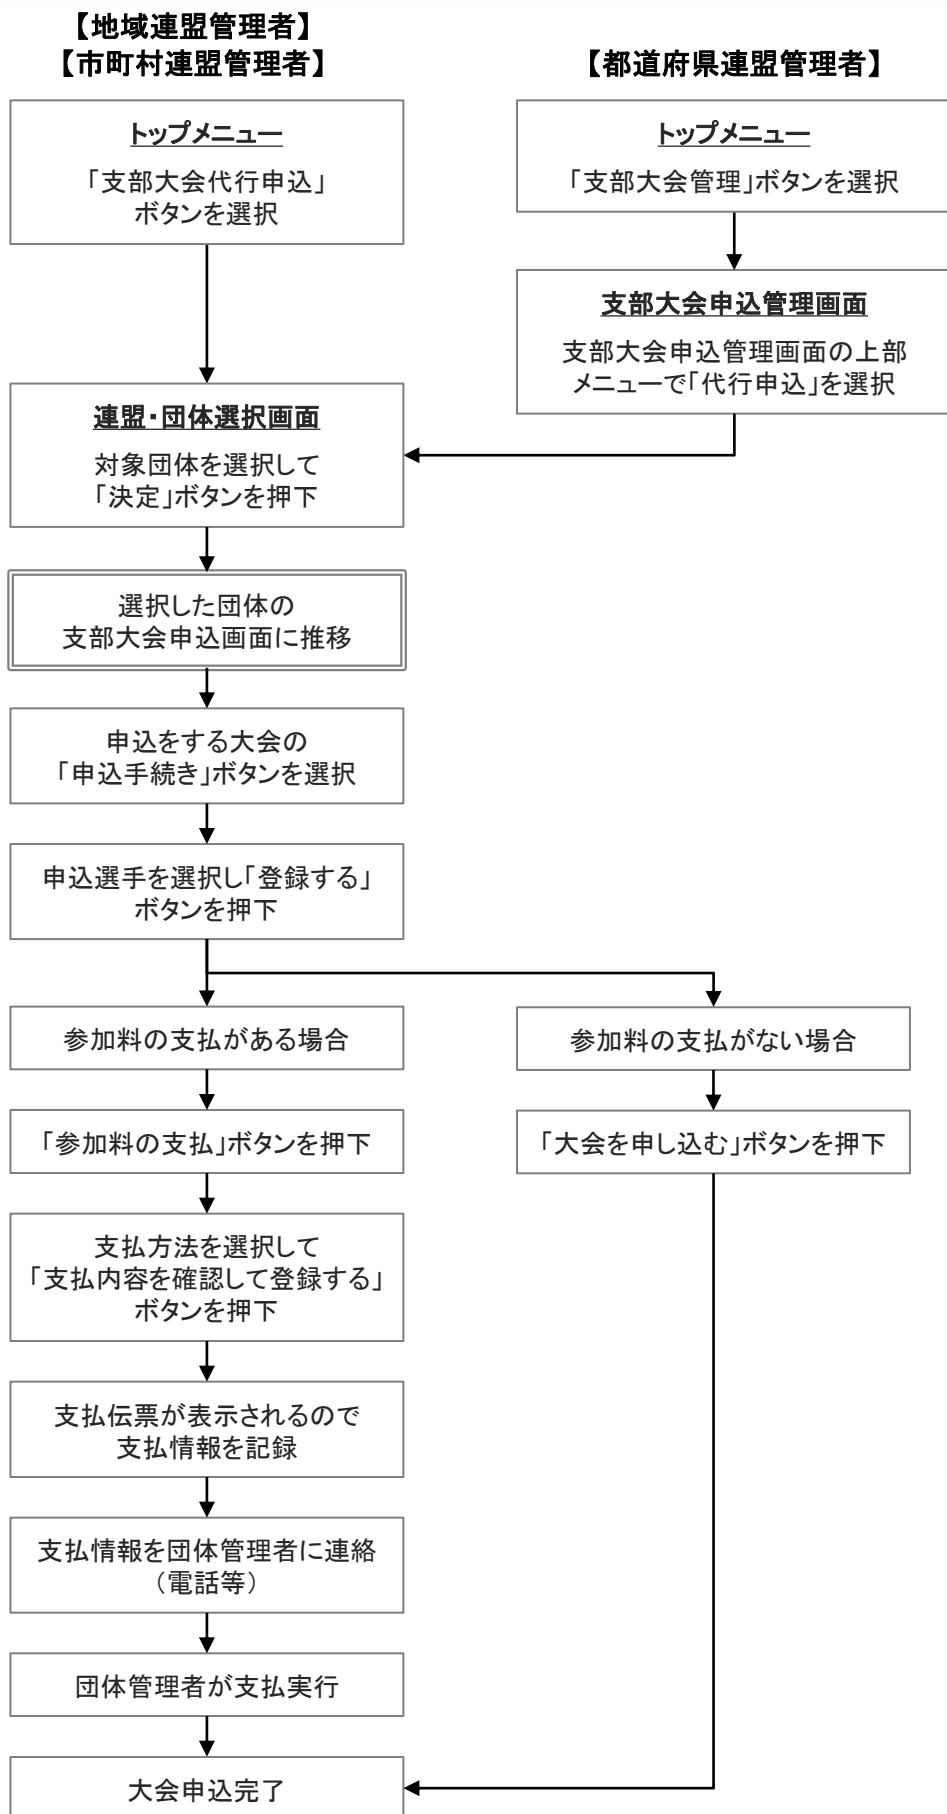 【地域連盟管理者】
【市町村連盟管理者】
【都道府県連盟管理者】
トップメニュー
「支部大会代行申込」
ボタンを選択
トップメニュー
「支部大会管理」ボタンを選択
支部大会申込管理画面
支部大会申込管理画面の上部
メニューで「代行申込」を選択
連盟・団体選択画面
対象団体を選択して
「決定」ボタンを押下
選択した団体の
支部大会申込画面に推移
申込をする大会の
「申込手続き」ボタンを選択
申込選手を選択し「登録する」
ボタンを押下
参加料の支払がある場合
参加料の支払がない場合
「参加料の支払」ボタンを押下
「大会を申し込む」ボタンを押下
支払方法を選択して
「支払内容を確認して登録する」
ボタンを押下
支払伝票が表示されるので
支払情報を記録
支払情報を団体管理者に連絡
（電話等）
団体管理者が支払実行
大会申込完了